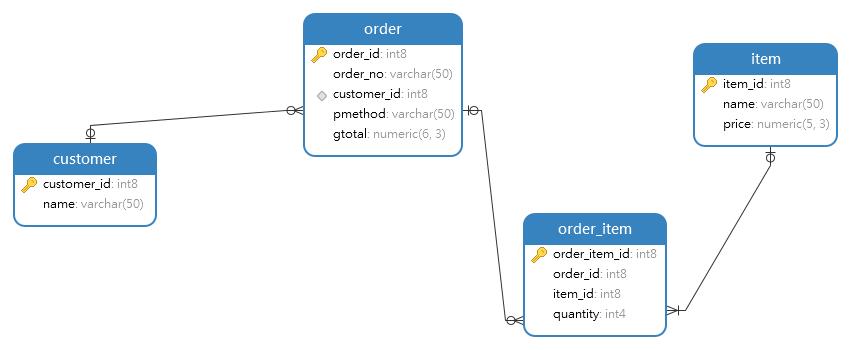 order
order_id: int8
order_no: varchar(50)
customer_id: int8
pmethod: varchar(50)
gtotal: numeric(6, 3)
item
item_id: int8
name: varchar(50)
price: numeric(5, 3)
customer
customer_id: int8
name: varchar(50)
order_item
order_item_id: int8
order_id: int8
item_id: int8
quantity: int4